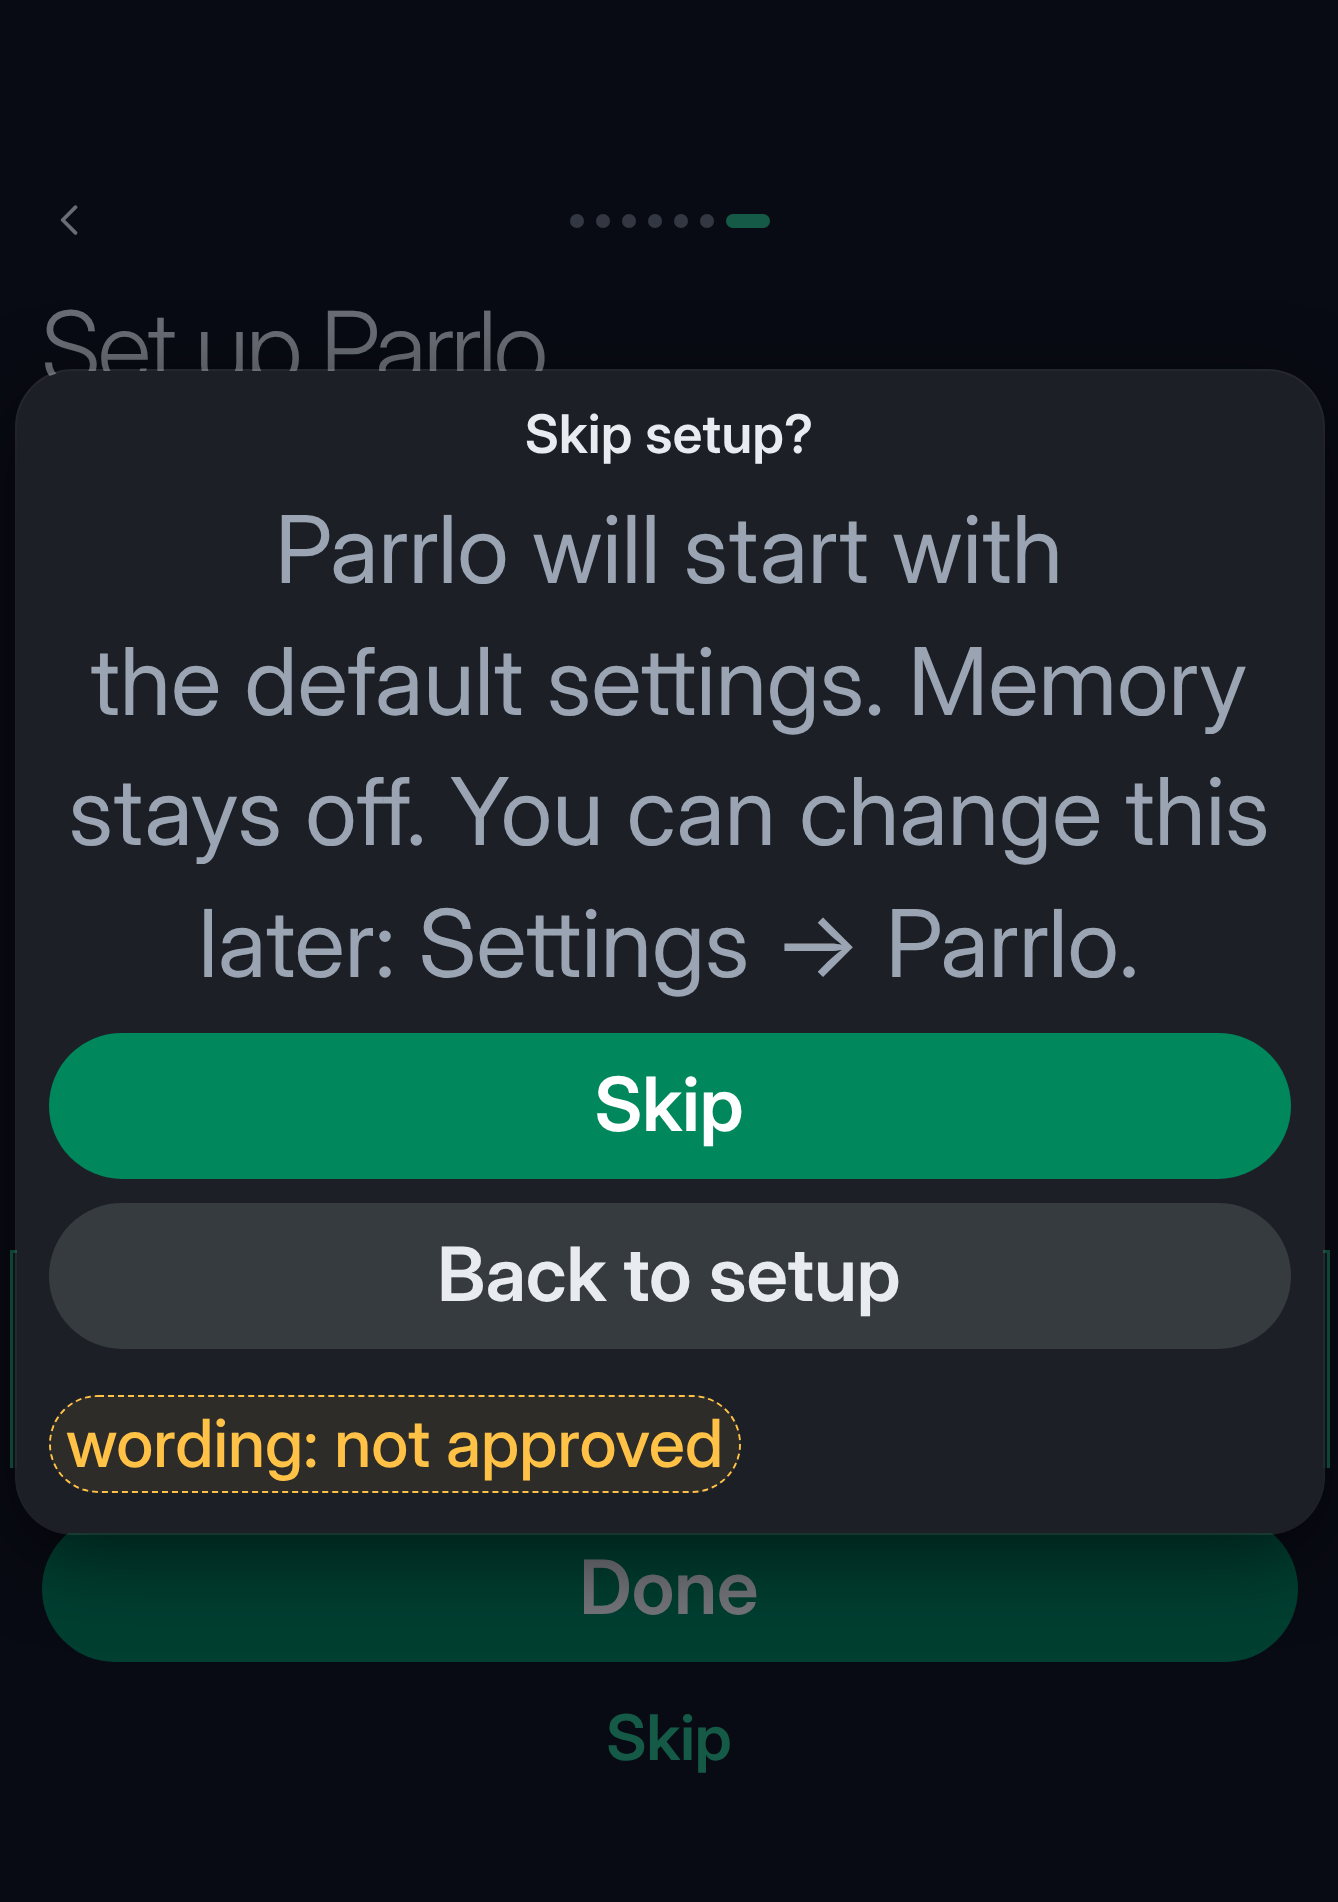 Set up Parrlo
Skip setup?
Parrlo will start with
the default settings. Memory
stays off. You can change this
later: Settings → Parrlo.
Skip
Back to setup
wording: not approved
Done
Skip